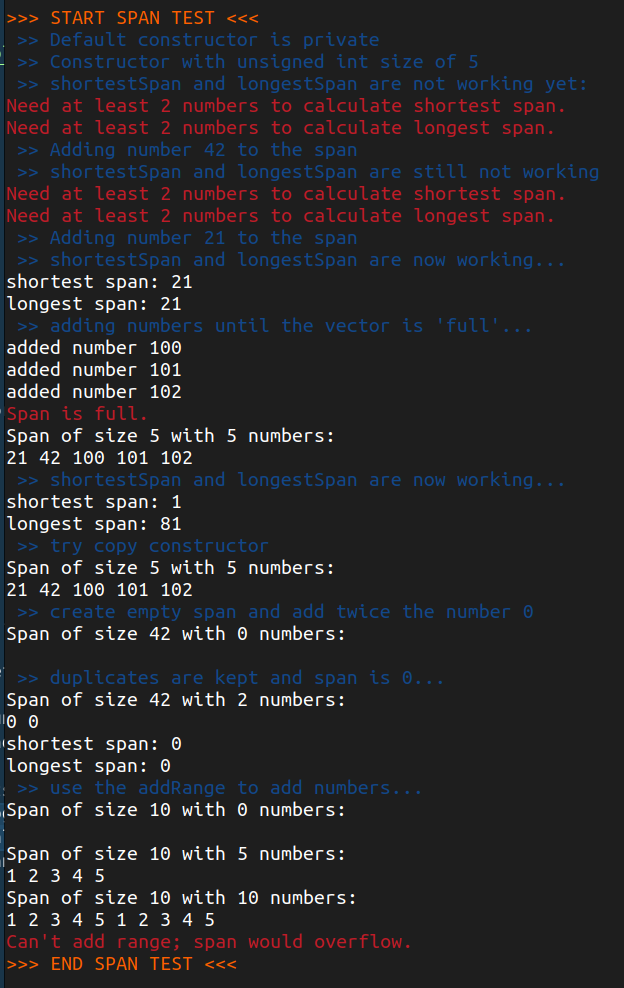 >>> START SPAN TEST <<<
>> Default constructor is private
>> Constructor with unsigned int size of 5
>> shortestSpan and longestSpan are not working yet:
Need at least 2 numbers to calculate shortest span.
Need at least 2 numbers to calculate longest span.
>> Adding number 42 to the span
>> shortestSpan and longestSpan are still not working
Need at least 2 numbers to calculate shortest span.
Need at least 2 numbers to calculate longest span.
>> Adding number 21 to the span
>> shortestSpan and longestSpan are now working...
shortest span: 21
longest span: 21
>> adding numbers until the vector is 'full'...
added number 100
added number 101
added number 102
Span is full.
Span of size 5 with 5 numbers:
21 42 100 101 102
>> shortestSpan and longestSpan are now working...
shortest span: 1
longest span: 81
>> try copy constructor
Span of size 5 with 5 numbers:
21 42 100 101 102
>> create empty span and add twice the number 0
Span of size 42 with 0 numbers:
>> duplicates are kept and span is 0...
Span of size 42 with 2 numbers:
0 0
shortest span: 0
longest span: 0
>> use the addRange to add numbers...
Span of size 10 with 0 numbers:
Span of size 10 with 5 numbers:
1 2 3 4 5
Span of size 10 with 10 numbers:
1 2 3 4 5 1 2 3 4 5
Can't add range; span would overflow.
>>> END SPAN TEST <<<